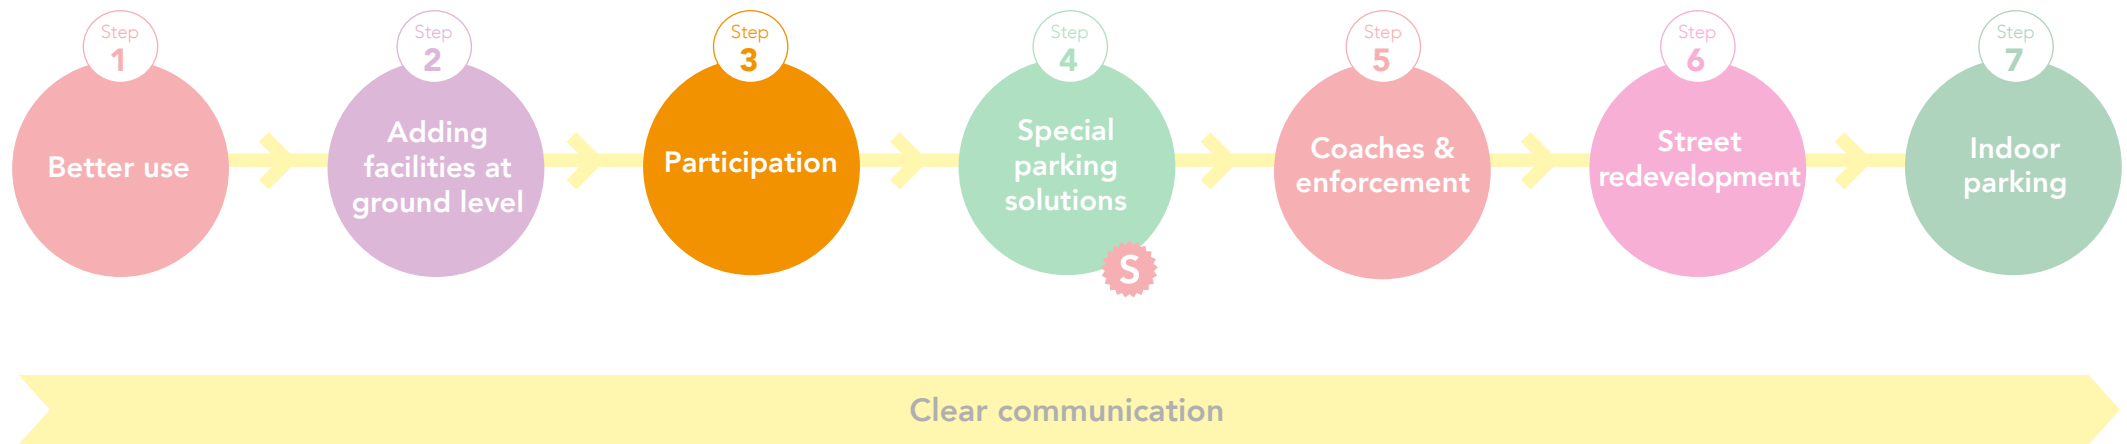 Step
1
Better use
Step
2
Adding
facilities at
ground level
Step
3
Participation
Step
4
Special
parking
solutions
S
Step
5
Coaches &
enforcement
Step
6
Street
redevelopment
Step
7
Indoor
parking
Clear communication